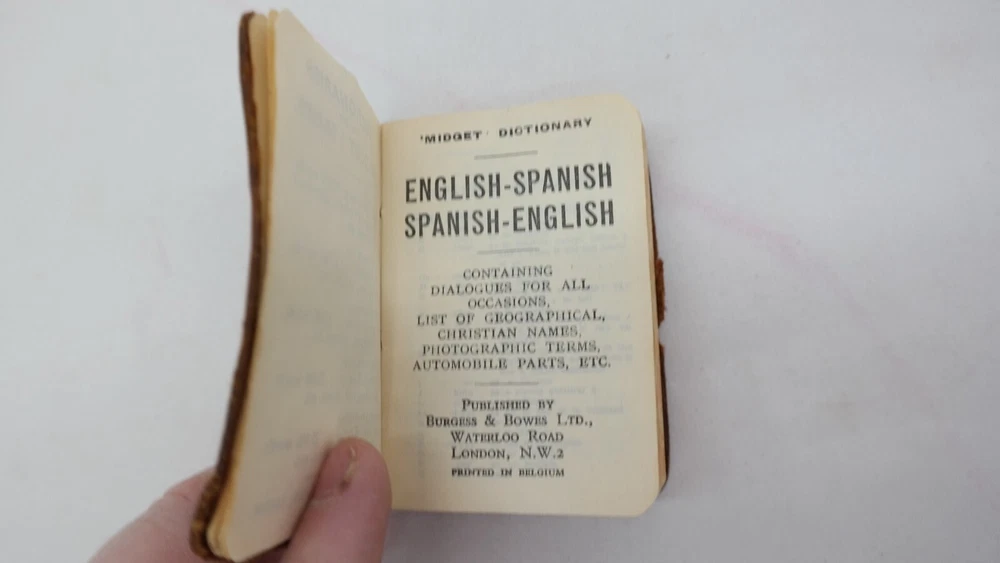 'MIDGET' DICTIONARY
ENGLISH-SPANISH
SPANISH-ENGLISH
CONTAINING
DIALOGUES FOR ALL
OCCASIONS,
LIST OF GEOGRAPHICAL,
CHRISTIAN NAMES,
PHOTOGRAPHIC TERMS,
AUTOMOBILE PARTS, ETC.
PUBLISHED BY
BURGESS & BOWES LTD.,
WATERLOO ROAD
LONDON, N.W.2
PRINTED IN BELGIUM